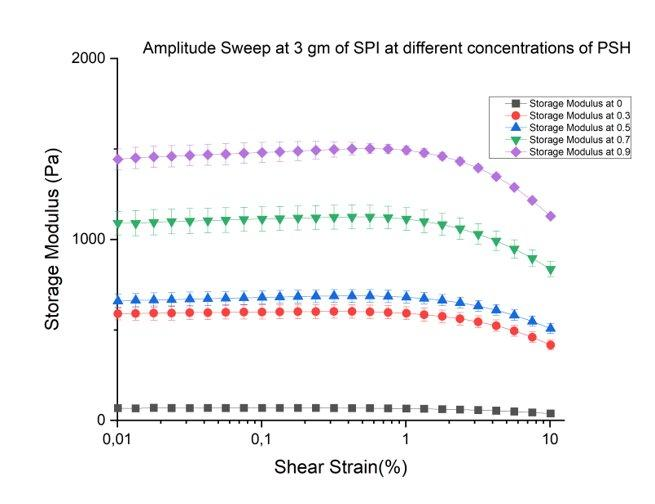 Amplitude Sweep at 3 gm of SPI at different concentrations of PSH
2000
Storage Modulus at 0
Storage Modulus at 0.3
Storage Modulus at 0.5
Storage Modulus at 0.7
Storage Modulus at 0.9
Storage Modulus (Pa)
1000
0
0,01
0,1
1
10
Shear Strain(%)